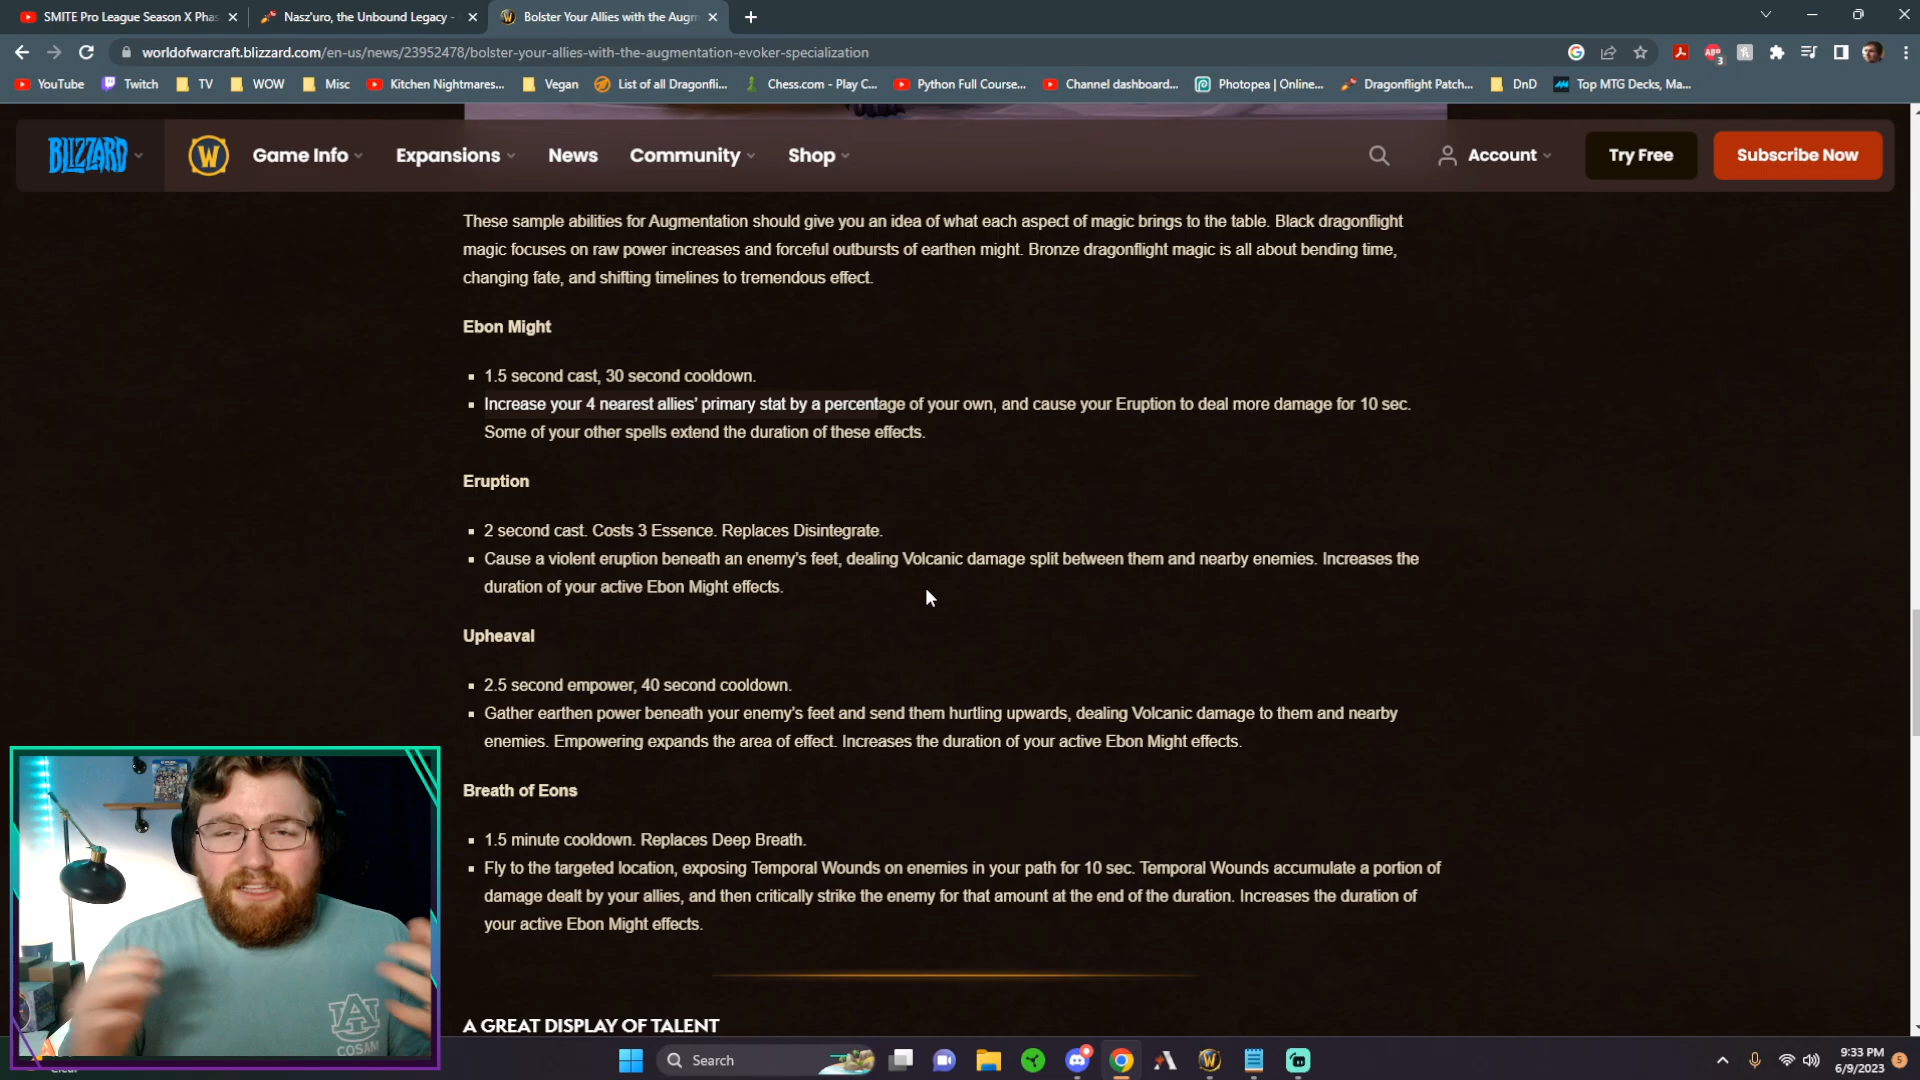 SMITE Pro League Season X Pha
Nasz'uro, the Unbound Legacy -
Bolster Your Allies with the Augm
worldofwarcraft.blizzard.com/en-us/news/23952478/bolster-your-allies-with-the-augmentation-evoker-specialization
YouTube Twitch TV WOW Misc Kitchen Nightmares... Vegan List of all Dragonfli... Chess.com - Play C... Python Full Course... Channel dashboard... Photopea | Online... Dragonflight Patch... DnD Top MTG Decks, Ma...
BLIZZARD Game Info Expansions News Community Shop Account Try Free Subscribe Now
These sample abilities for Augmentation should give you an idea of what each aspect of magic brings to the table. Black dragonflight
magic focuses on raw power increases and forceful outbursts of earthen might. Bronze dragonflight magic is all about bending time,
changing fate, and shifting timelines to tremendous effect.
Ebon Might
1.5 second cast, 30 second cooldown.
Increase your 4 nearest allies' primary stat by a percentage of your own, and cause your Eruption to deal more damage for 10 sec.
Some of your other spells extend the duration of these effects.
Eruption
2 second cast. Costs 3 Essence. Replaces Disintegrate.
Cause a violent eruption beneath an enemy's feet, dealing Volcanic damage split between them and nearby enemies. Increases the
duration of your active Ebon Might effects.
Upheaval
2.5 second empower, 40 second cooldown.
Gather earthen power beneath your enemy's feet and send them hurtling upwards, dealing Volcanic damage to them and nearby
enemies. Empowering expands the area of effect. Increases the duration of your active Ebon Might effects.
Breath of Eons
1.5 minute cooldown. Replaces Deep Breath.
Fly to the targeted location, exposing Temporal Wounds on enemies in your path for 10 sec. Temporal Wounds accumulate a portion of
damage dealt by your allies, and then critically strike the enemy for that amount at the end of the duration. Increases the duration of
your active Ebon Might effects.
A GREAT DISPLAY OF TALENT
COSAM
Clear
Search
9:33 PM
6/9/2023
5